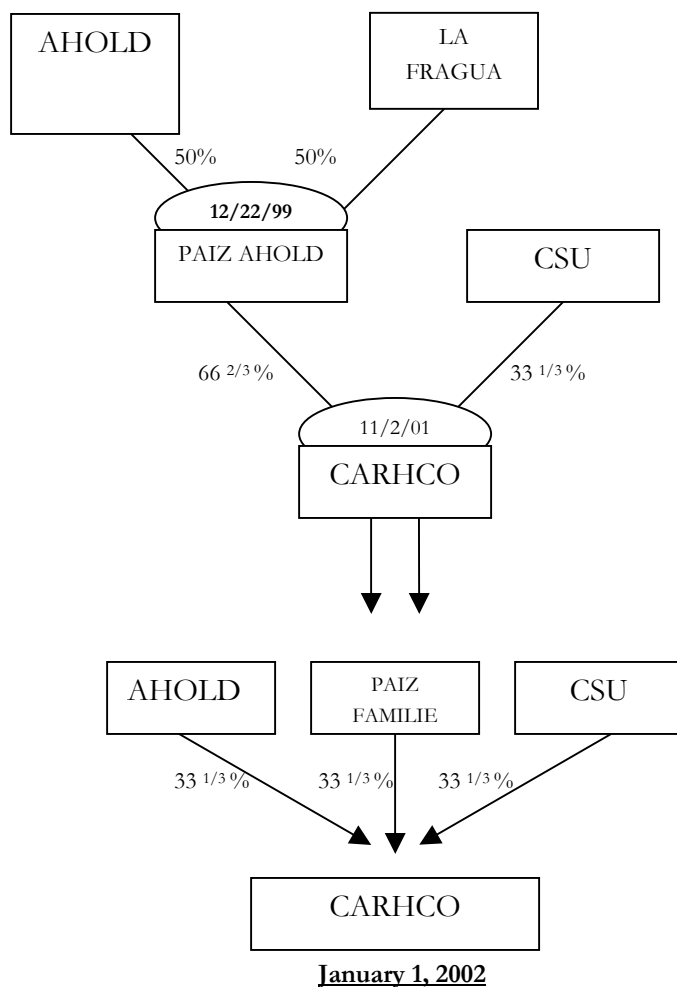 AHOLD
LA
FRAGUA
50%
50%
12/22/99
PAIZ AHOLD
CSU
66 2/3 %
33 1/3 %
11/2/01
CARHCO
AHOLD
PAIZ
FAMILIE
CSU
33 1/3 %
33 1/3 %
33 1/3 %
CARHCO
January 1, 2002